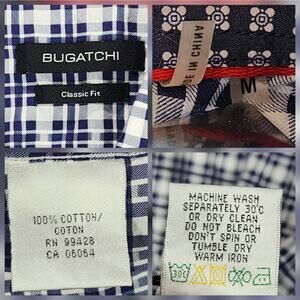 BUGATCHI
Classic Fit
MADE IN CHINA
M
100% COTTON/
COTON
RN 99428
CA 06054
MACHINE WASH
SEPARATELY 30°C
OR DRY CLEAN
DO NOT BLEACH
DON'T SPIN OR
TUMBLE DRY
WARM IRON
30°C